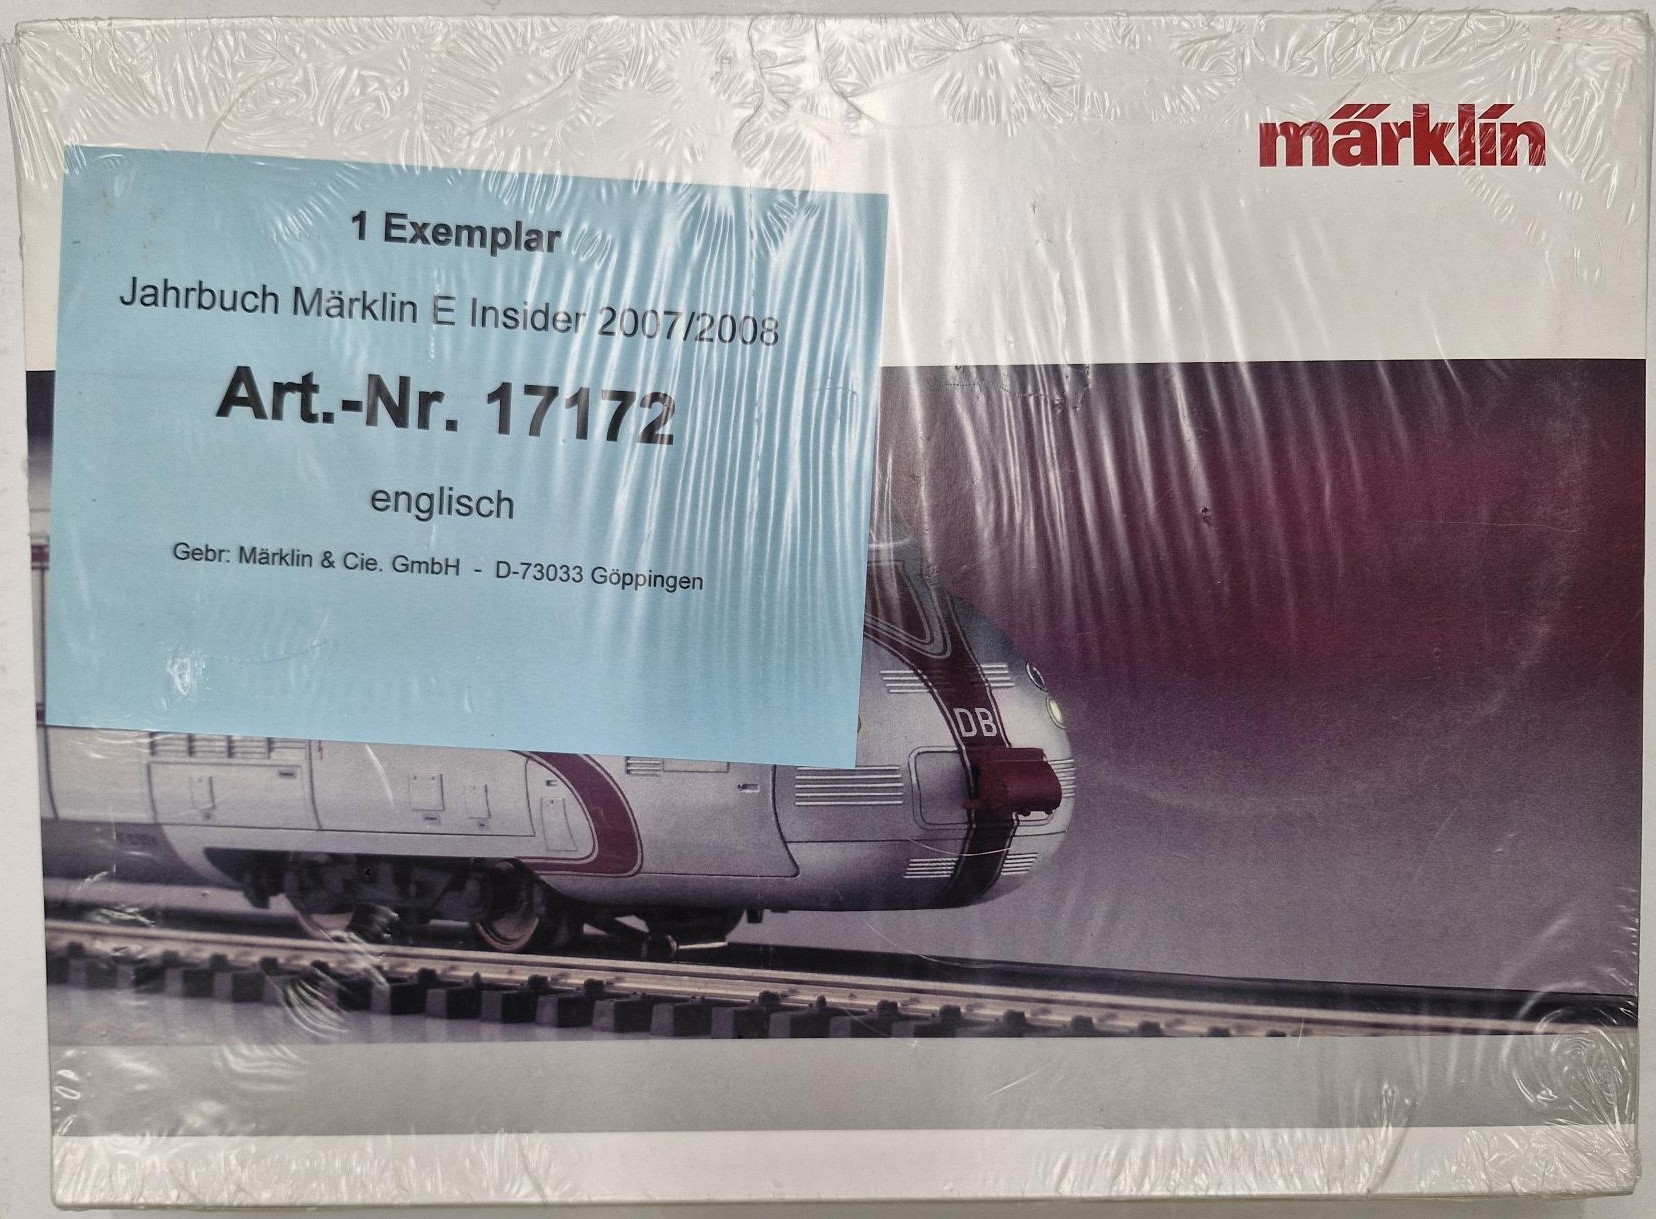 märklin
1 Exemplar
Jahrbuch Märklin E Insider 2007/2008
Art.-Nr. 17172
englisch
Gebr: Märklin & Cie. GmbH - D-73033 Göppingen
DB